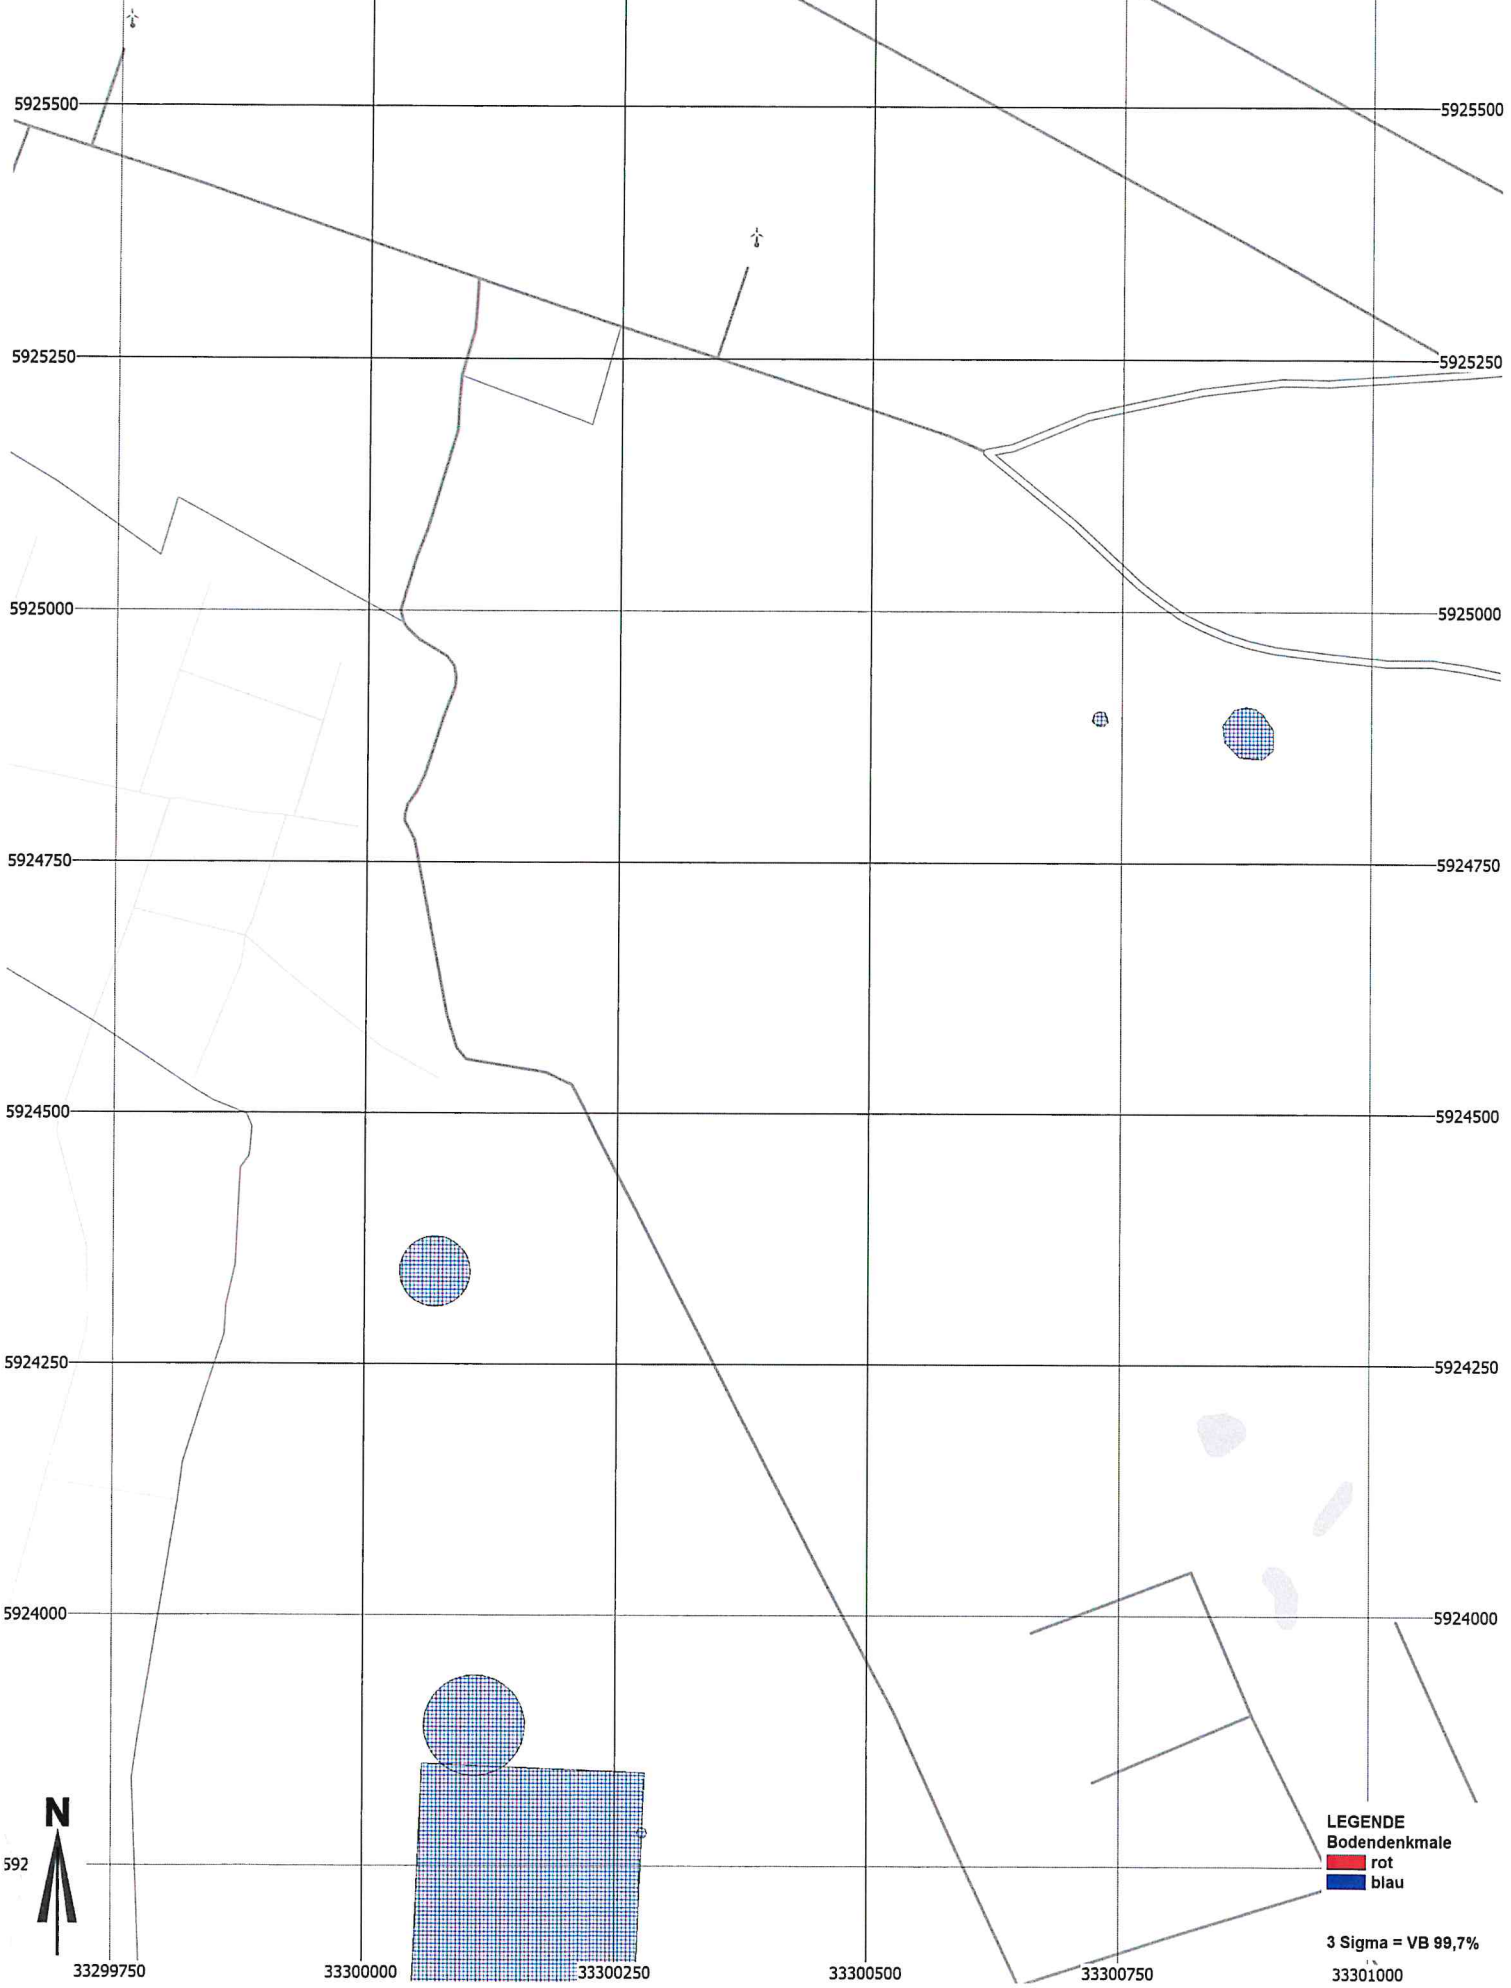 5925500 5925500
5925250 5925250
5925000 5925000
5924750 5924750
5924500 5924500
5924250 5924250
5924000 5924000
N
592
LEGENDE
Bodendenkmale
rot
blau
3 Sigma = VB 99,7%
33299750 33300000 33300250 33300500 33300750 33301000